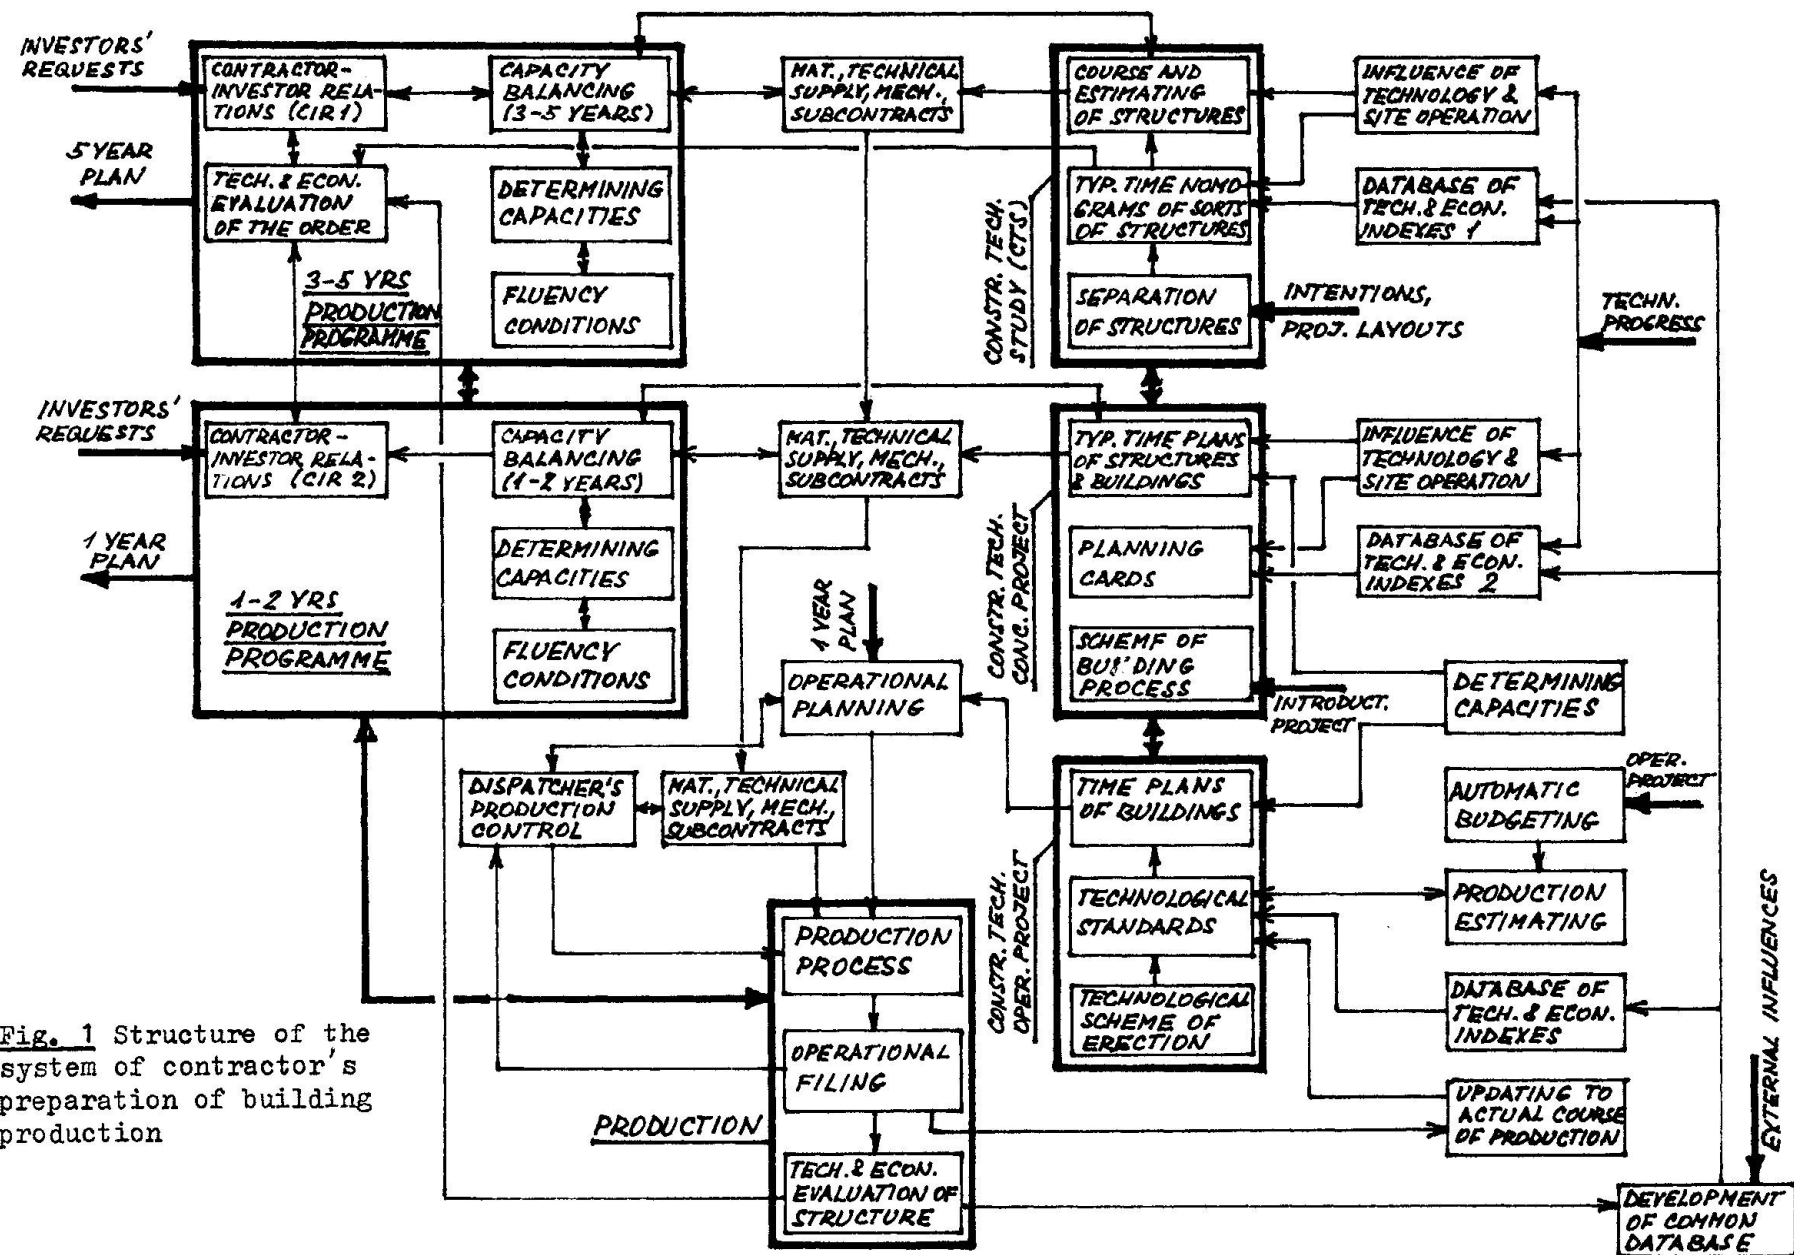 INVESTORS'
REQUESTS
CONTRACTOR-
INVESTOR RELA-
TIONS (CIR 1)
CAPACITY
BALANCING
(3-5 YEARS)
MAT., TECHNICAL
SUPPLY, MECH.,
SUBCONTRACTS
COURSE AND
ESTIMATING
OF STRUCTURES
INFLUENCE OF
TECHNOLOGY &
SITE OPERATION
5 YEAR
PLAN
TECH. & ECON.
EVALUATION
OF THE ORDER
DETERMINING
CAPACITIES
TYP. TIME NOMO-
GRAMS OF SORTS
OF STRUCTURES
DATABASE OF
TECH. & ECON.
INDEXES 1
3-5 YRS
PRODUCTION
PROGRAMME
FLUENCY
CONDITIONS
CONSTR. TECH.
STUDY (CTS)
SEPARATION
OF STRUCTURES
INTENTIONS,
PROJ. LAYOUTS
TECHN.
PROGRESS
INVESTORS'
REQUESTS
CONTRACTOR-
INVESTOR RELA-
TIONS (CIR 2)
CAPACITY
BALANCING
(1-2 YEARS)
MAT., TECHNICAL
SUPPLY, MECH.,
SUBCONTRACTS
TYP. TIME PLANS
OF STRUCTURES
& BUILDINGS
INFLUENCE OF
TECHNOLOGY &
SITE OPERATION
1 YEAR
PLAN
DETERMINING
CAPACITIES
CONSTR. TECH.
CONC. PROJECT
PLANNING
CARDS
DATABASE OF
TECH. & ECON.
INDEXES 2
1-2 YRS
PRODUCTION
PROGRAMME
FLUENCY
CONDITIONS
1 YEAR
PLAN
OPERATIONAL
PLANNING
SCHEME OF
BUILDING
PROCESS
INTRODUCT.
PROJECT
DETERMINING
CAPACITIES
DISPATCHER'S
PRODUCTION
CONTROL
MAT., TECHNICAL
SUPPLY, MECH.,
SUBCONTRACTS
TIME PLANS
OF BUILDINGS
AUTOMATIC
BUDGETING
OPER.
PROJECT
CONSTR. TECH.
OPER. PROJECT
TECHNOLOGICAL
STANDARDS
PRODUCTION
ESTIMATING
PRODUCTION
PROCESS
TECHNOLOGICAL
SCHEME OF
ERECTION
DATABASE OF
TECH. & ECON.
INDEXES
EXTERNAL INFLUENCES
OPERATIONAL
FILING
UPDATING TO
ACTUAL COURSE
OF PRODUCTION
PRODUCTION
TECH. & ECON.
EVALUATION OF
STRUCTURE
DEVELOPMENT
OF COMMON
DATABASE
Fig. 1 Structure of the
system of contractor's
preparation of building
production